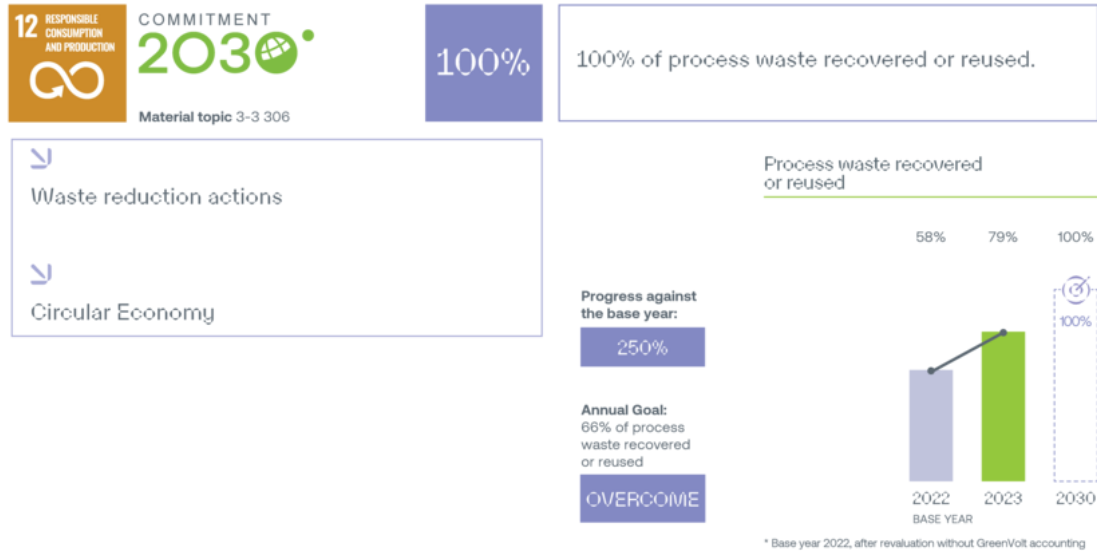 12 RESPONSIBLE
CONSUMPTION
AND PRODUCTION
COMMITMENT
2030
Material topic 3-3 306
100%
100% of process waste recovered or reused.
Waste reduction actions
Circular Economy
Process waste recovered
or reused
58% 79% 100%
Progress against
the base year:
250%
100%
Annual Goal:
66% of process
waste recovered
or reused
OVERCOME
2022 2023 2030
BASE YEAR
* Base year 2022, after revaluation without GreenVolt accounting